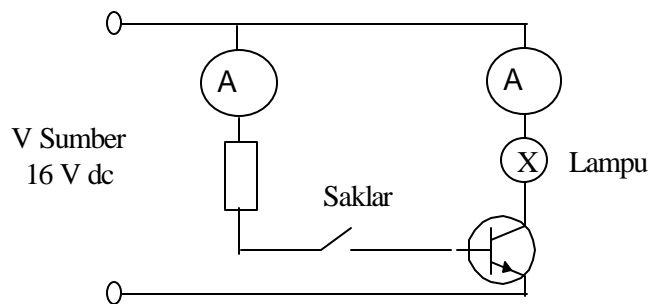 A
A
V Sumber
16 V dc
X
Lampu
Saklar